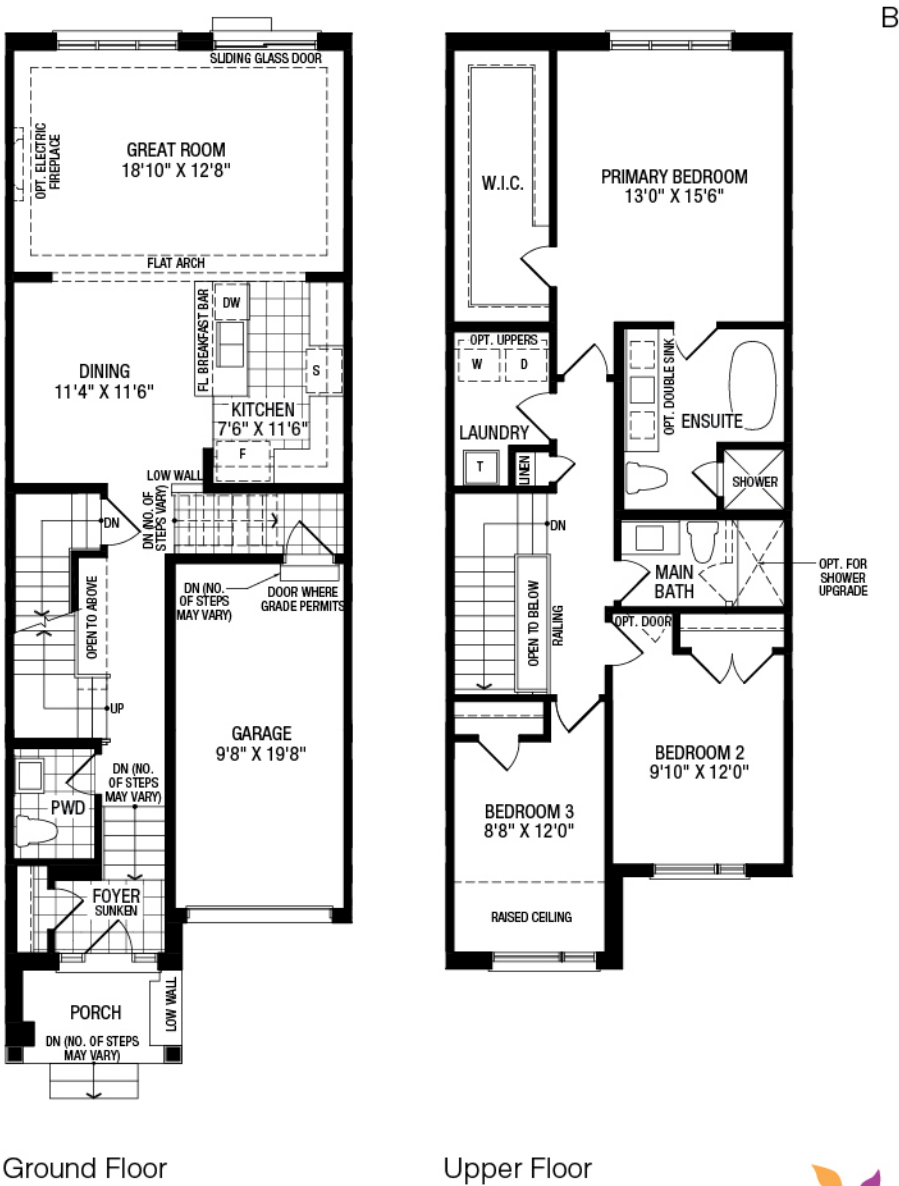 B
SLIDING GLASS DOOR
OPT. ELECTRIC
FIREPLACE
GREAT ROOM
18'10" X 12'8"
FLAT ARCH
FL BREAKFAST BAR
DW
DINING
11'4" X 11'6"
S
KITCHEN
7'6" X 11'6"
F
LOW WALL
DN (NO. OF
STEPS VARY)
DN
OPEN TO ABOVE
DN (NO.
OF STEPS
MAY VARY)
DOOR WHERE
GRADE PERMITS
UP
GARAGE
9'8" X 19'8"
DN (NO.
OF STEPS
MAY VARY)
PWD
FOYER
SUNKEN
PORCH
LOW WALL
DN (NO. OF STEPS
MAY VARY)
Ground Floor
W.I.C.
PRIMARY BEDROOM
13'0" X 15'6"
OPT. UPPERS
W
D
OPT. DOUBLE SINK
ENSUITE
LAUNDRY
T
LINEN
SHOWER
DN
OPEN TO BELOW
RAILING
MAIN
BATH
OPT. FOR
SHOWER
UPGRADE
OPT. DOOR
BEDROOM 2
9'10" X 12'0"
BEDROOM 3
8'8" X 12'0"
RAISED CEILING
Upper Floor